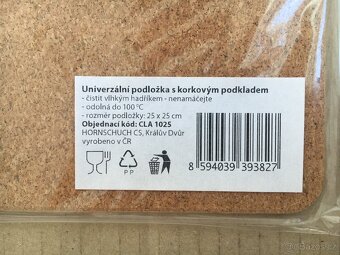 Univerzální podložka s korkovým podkladem
- čistit vlhkým hadříkem - nenamáčejte
- odolná do 100 °C
- rozměr podložky: 25 x 25 cm
Objednací kód: CLA 1025
HORNSCHUCH CS, Králův Dvůr
vyrobeno v ČR
PP
8 594039 393827